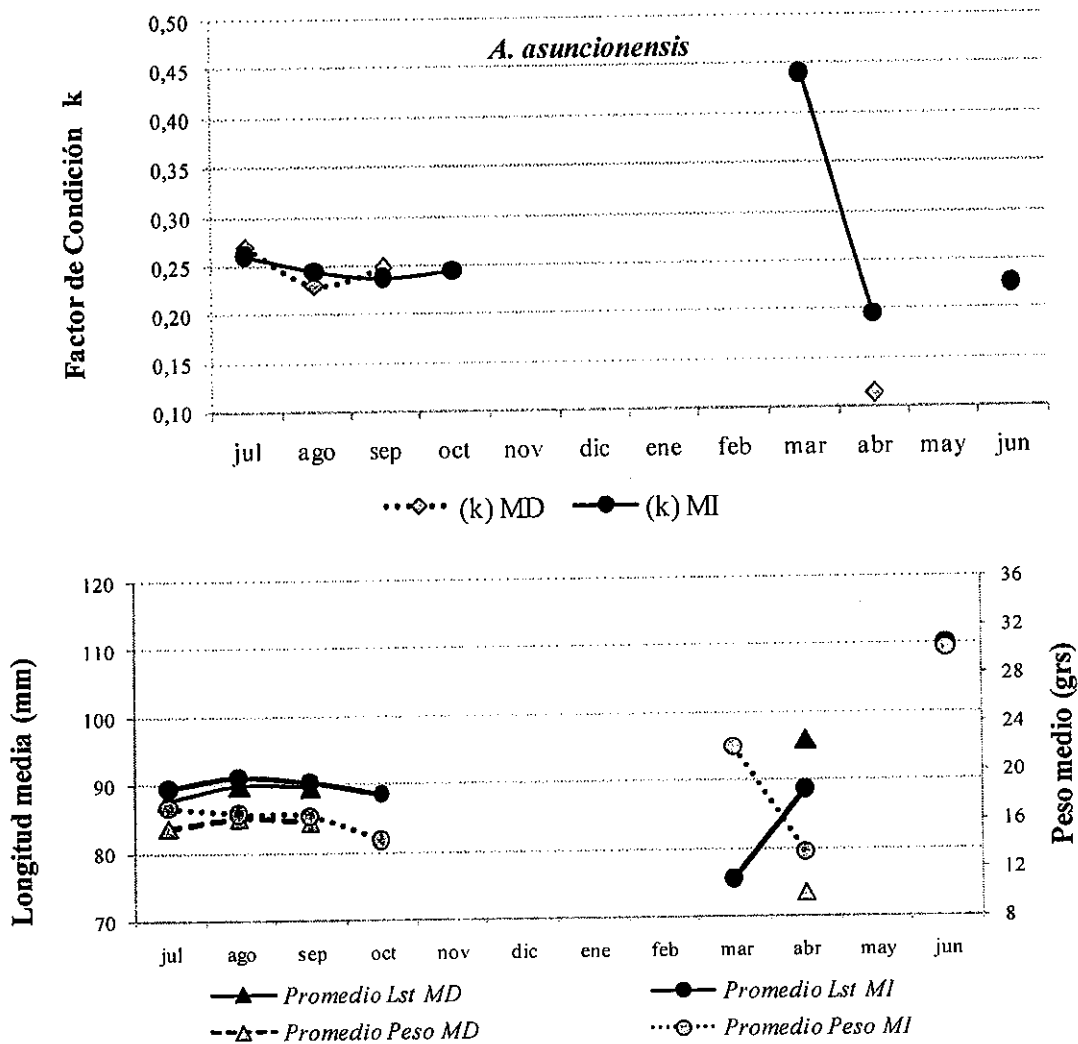 A. asuncionensis
Factor de Condición k
0,50
0,45
0,40
0,35
0,30
0,25
0,20
0,15
0,10
jul ago sep oct nov dic ene feb mar abr may jun
(k) MD (k) MI
Longitud media (mm)
120
110
100
90
80
70
Peso medio (grs)
36
32
28
24
20
16
12
8
jul ago sep oct nov dic ene feb mar abr may jun
Promedio Lst MD Promedio Lst MI
Promedio Peso MD Promedio Peso MI